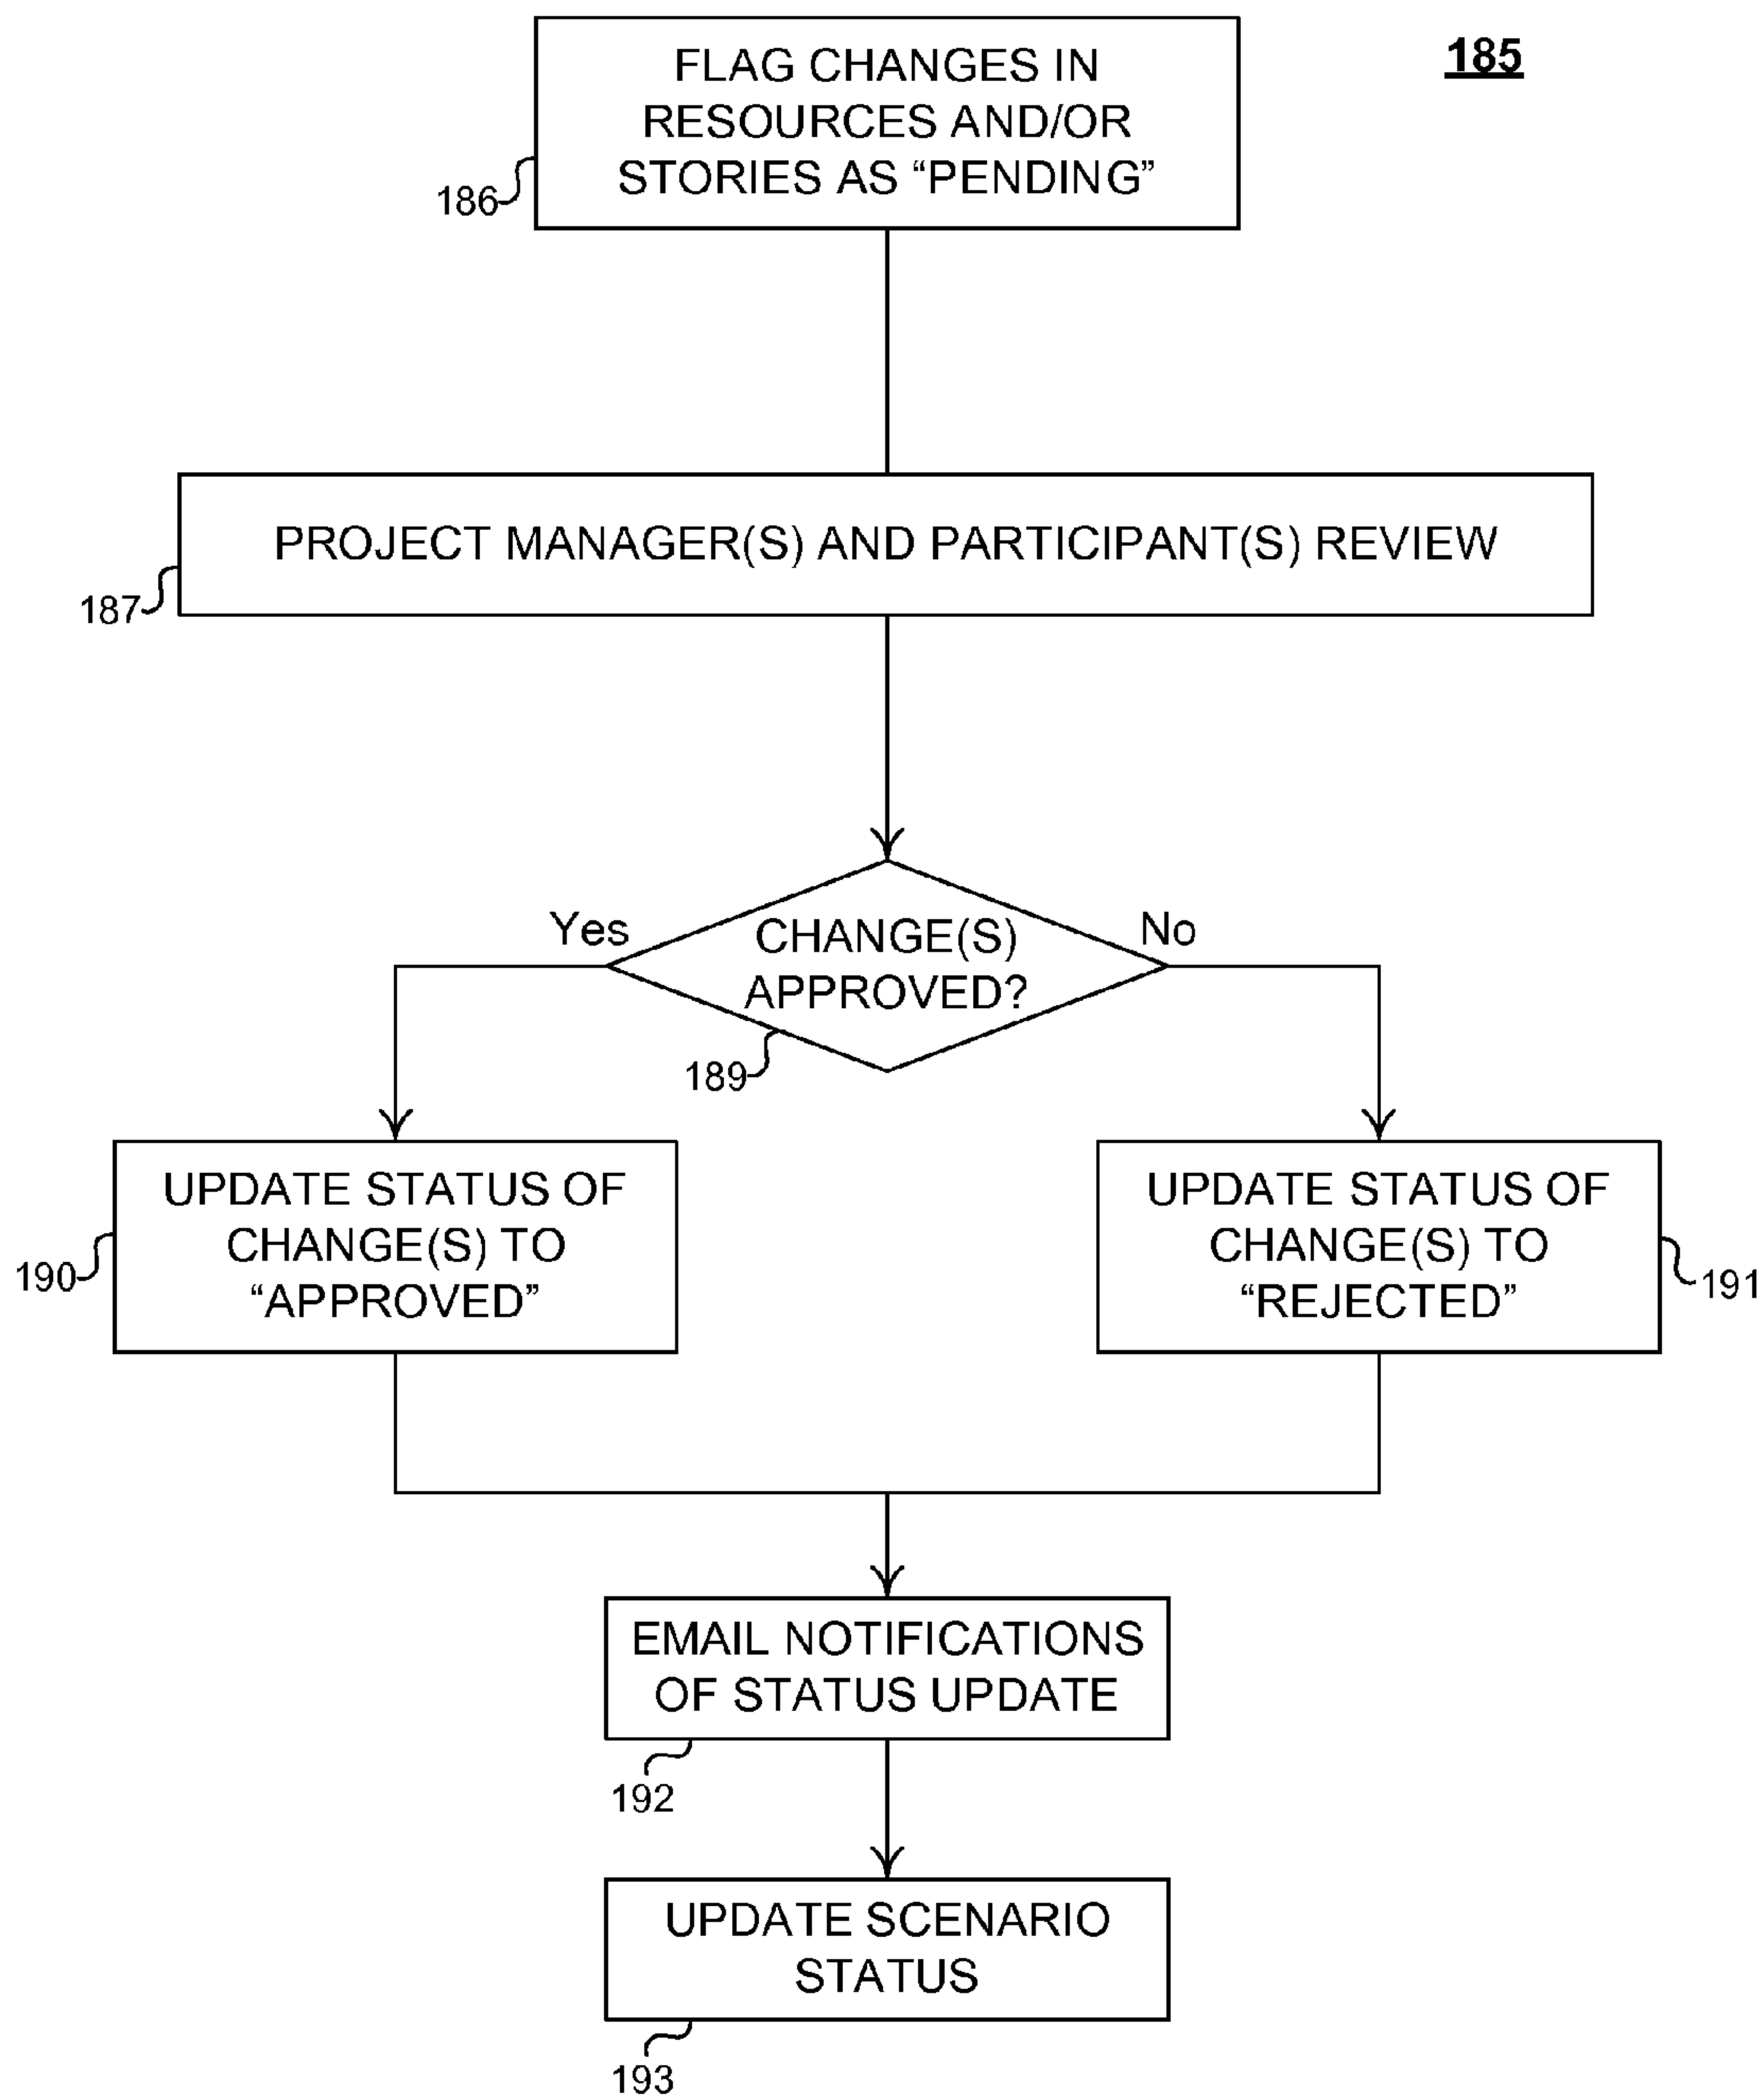 185
FLAG CHANGES IN
RESOURCES AND/OR
STORIES AS “PENDING”
186
PROJECT MANAGER(S) AND PARTICIPANT(S) REVIEW
187
Yes
No
CHANGE(S)
APPROVED?
189
UPDATE STATUS OF
CHANGE(S) TO
“APPROVED”
190
UPDATE STATUS OF
CHANGE(S) TO
“REJECTED”
191
EMAIL NOTIFICATIONS
OF STATUS UPDATE
192
UPDATE SCENARIO
STATUS
193